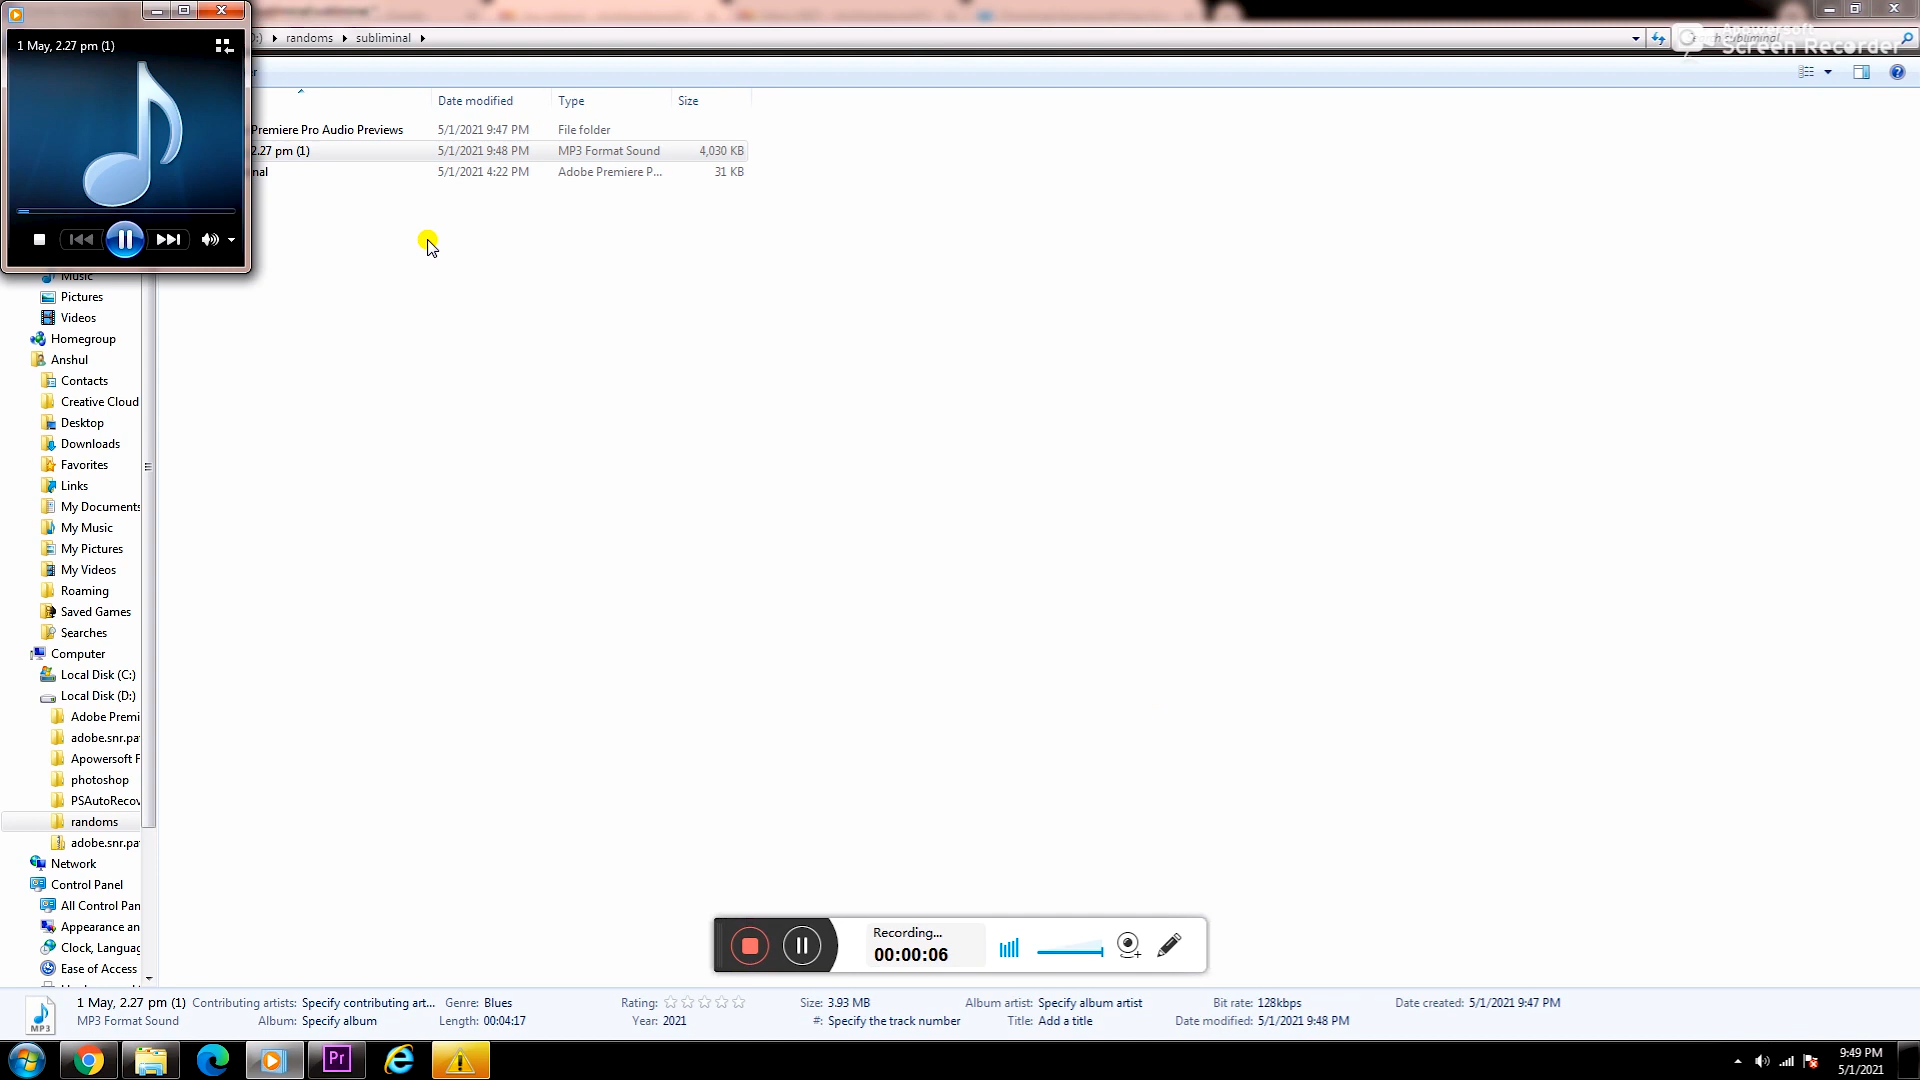 1 May, 2.27 pm (1)
randoms
subliminal
Apowersoft
Screen Recorder
Date modified
Type
Size
Premiere Pro Audio Previews
5/1/2021 9:47 PM
File folder
2.27 pm (1)
5/1/2021 9:48 PM
MP3 Format Sound
4,030 KB
nal
5/1/2021 4:22 PM
Adobe Premiere P...
31 KB
Music
Pictures
Videos
Homegroup
Anshul
Contacts
Creative Cloud
Desktop
Downloads
Favorites
Links
My Documents
My Music
My Pictures
My Videos
Roaming
Saved Games
Searches
Computer
Local Disk (C:)
Local Disk (D:)
Adobe Premi
adobe.snr.pa
Apowersoft F
photoshop
PSAutoRecov
randoms
adobe.snr.pa
Network
Control Panel
All Control Pan
Appearance an
Clock, Languag
Ease of Access
Recording...
00:00:06
1 May, 2.27 pm (1) Contributing artists: Specify contributing art... Genre: Blues Rating: Size: 3.93 MB Album artist: Specify album artist Bit rate: 128kbps Date created: 5/1/2021 9:47 PM
MP3 Format Sound Album: Specify album Length: 00:04:17 Year: 2021 #: Specify the track number Title: Add a title Date modified: 5/1/2021 9:48 PM
MP3
Pr
9:49 PM
5/1/2021